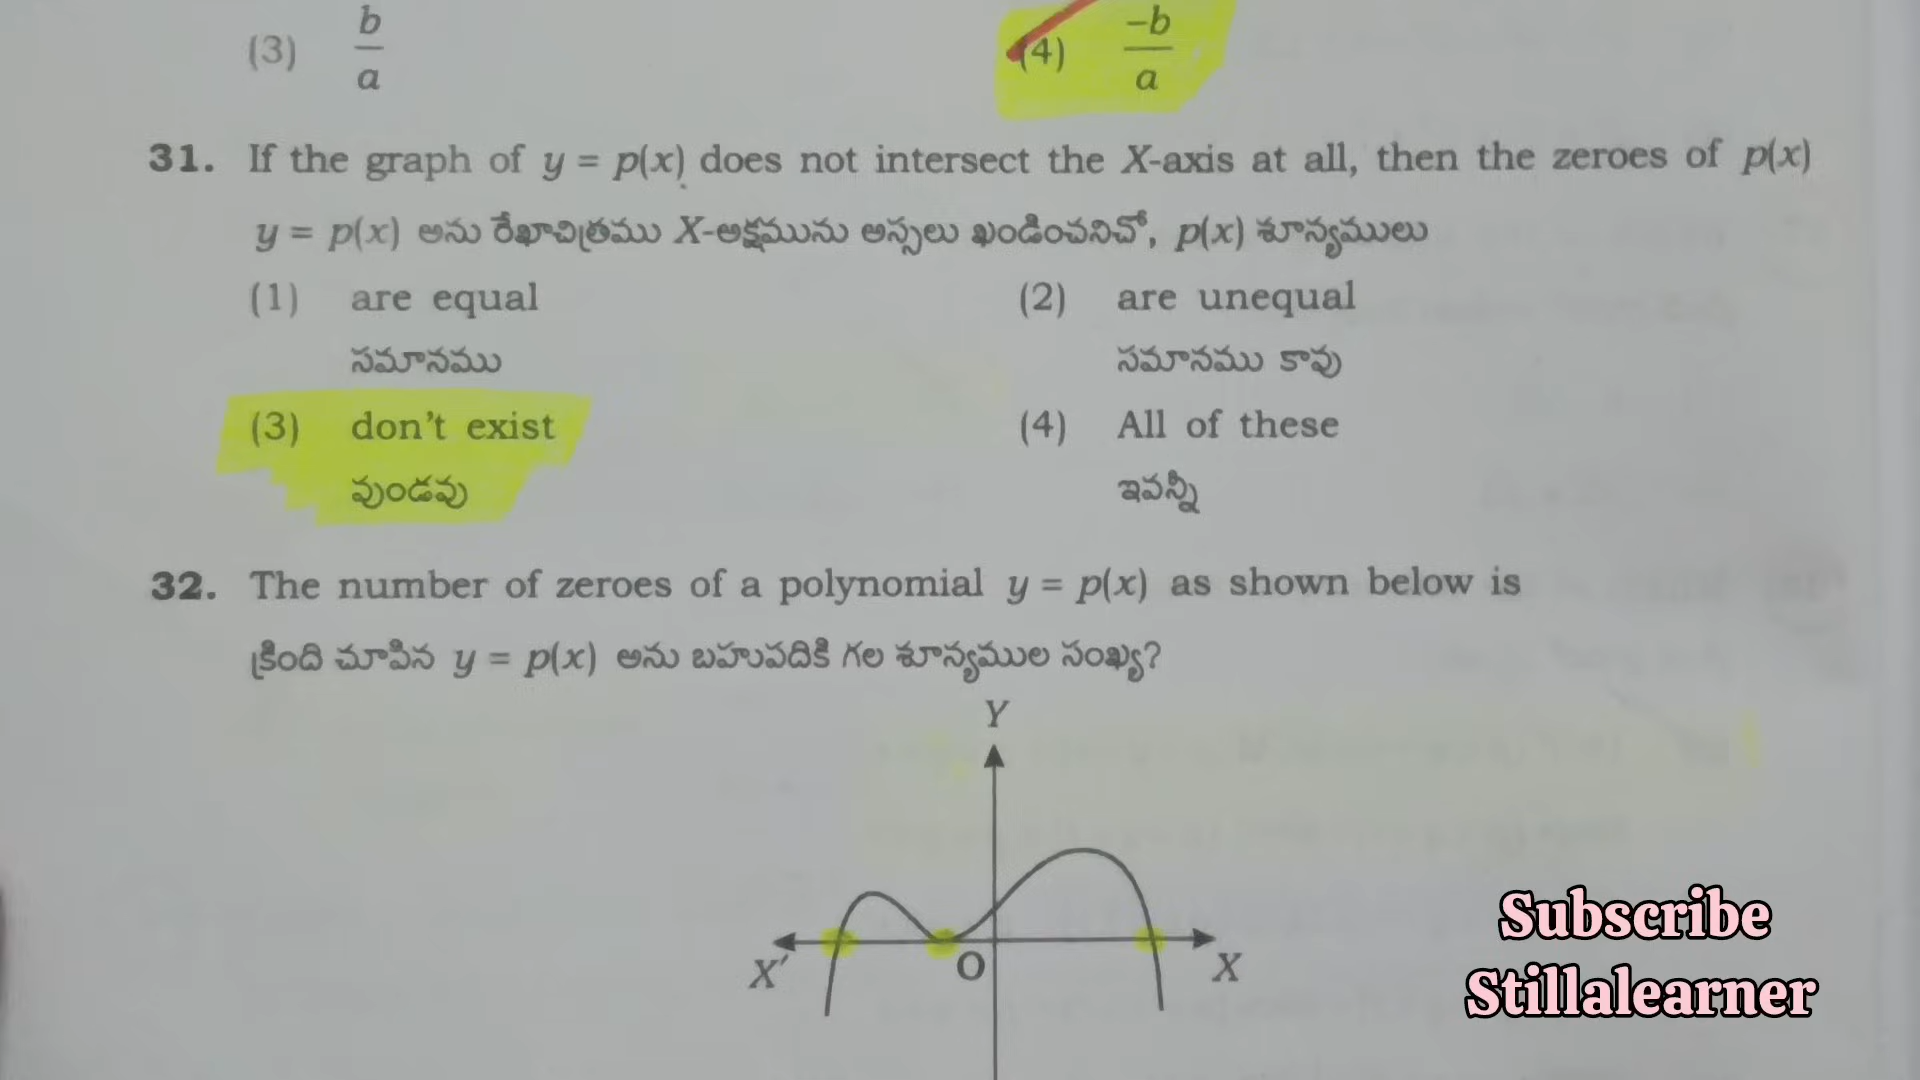 (3) b/a (4) -b/a
31. If the graph of y = p(x) does not intersect the X-axis at all, then the zeroes of p(x)
y = p(x) అను రేఖాచిత్రము X-అక్షమును అస్సలు ఖండించనిచో, p(x) శూన్యములు
(1) are equal (2) are unequal
సమానము సమానము కావు
(3) don't exist (4) All of these
వుండవు ఇవన్నీ
32. The number of zeroes of a polynomial y = p(x) as shown below is
క్రింది చూపిన y = p(x) అను బహుపదికి గల శూన్యముల సంఖ్య?
Y
X' O X
Subscribe
Stillalearner